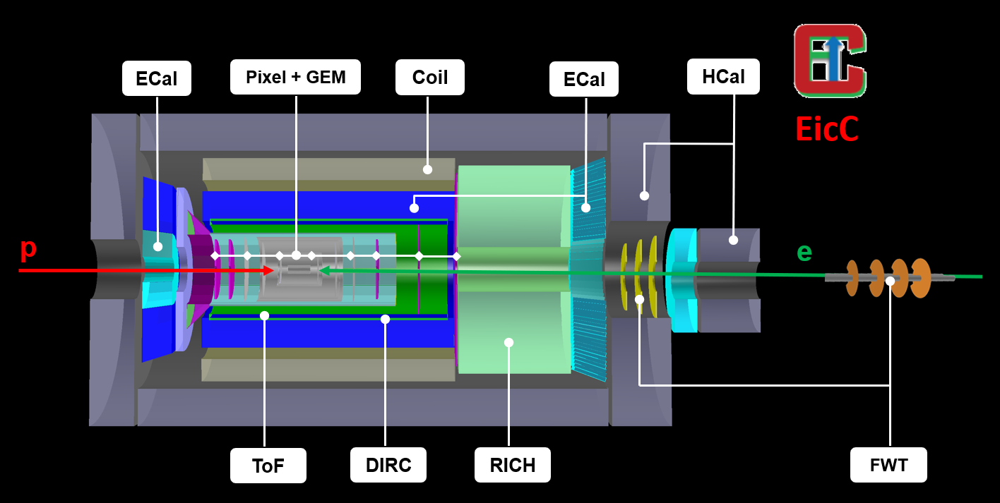 ECal
Pixel + GEM
Coil
ECal
HCal
EicC
p
e
ToF
DIRC
RICH
FWT